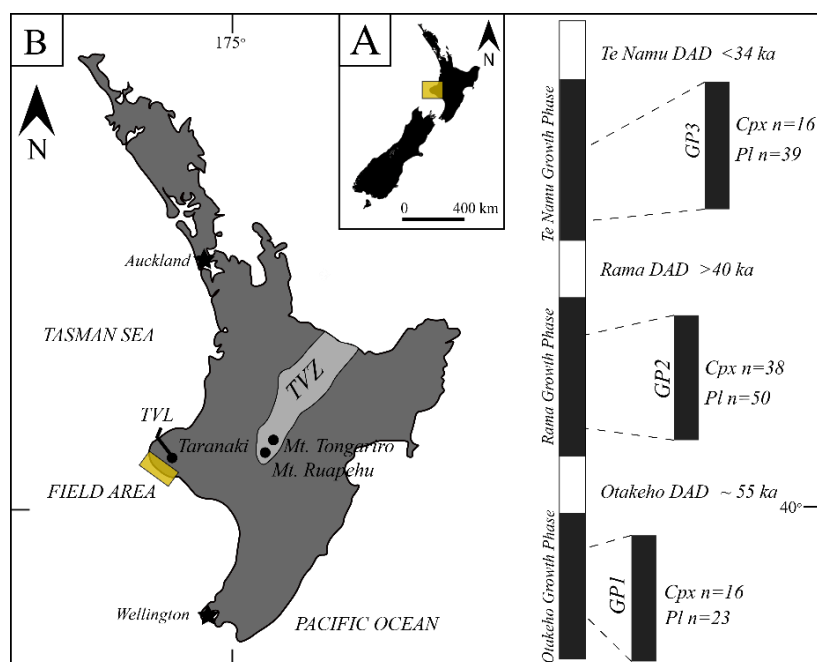 B
175°
A
N
N
0 400 km
Auckland
TASMAN SEA
TVZ
TVL
Taranaki
Mt. Tongariro
Mt. Ruapehu
FIELD AREA
40°
Wellington
PACIFIC OCEAN
Te Namu DAD <34 ka
Te Namu Growth Phase
GP3
Cpx n=16
Pl n=39
Rama DAD >40 ka
Rama Growth Phase
GP2
Cpx n=38
Pl n=50
Otakeho DAD ~ 55 ka
Otakeho Growth Phase
GP1
Cpx n=16
Pl n=23